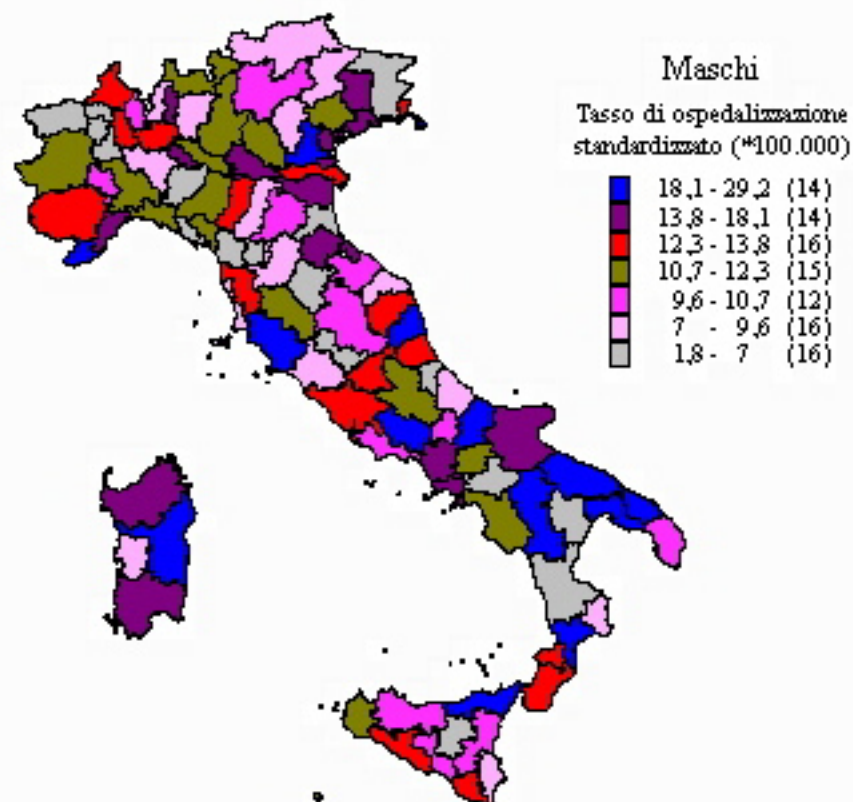 Maschi
Tasso di ospedalizzazione
standardizzato (*100.000)
18,1 - 29,2 (14)
13,8 - 18,1 (14)
12,3 - 13,8 (16)
10,7 - 12,3 (15)
9,6 - 10,7 (12)
7 - 9,6 (16)
1,8 - 7 (16)